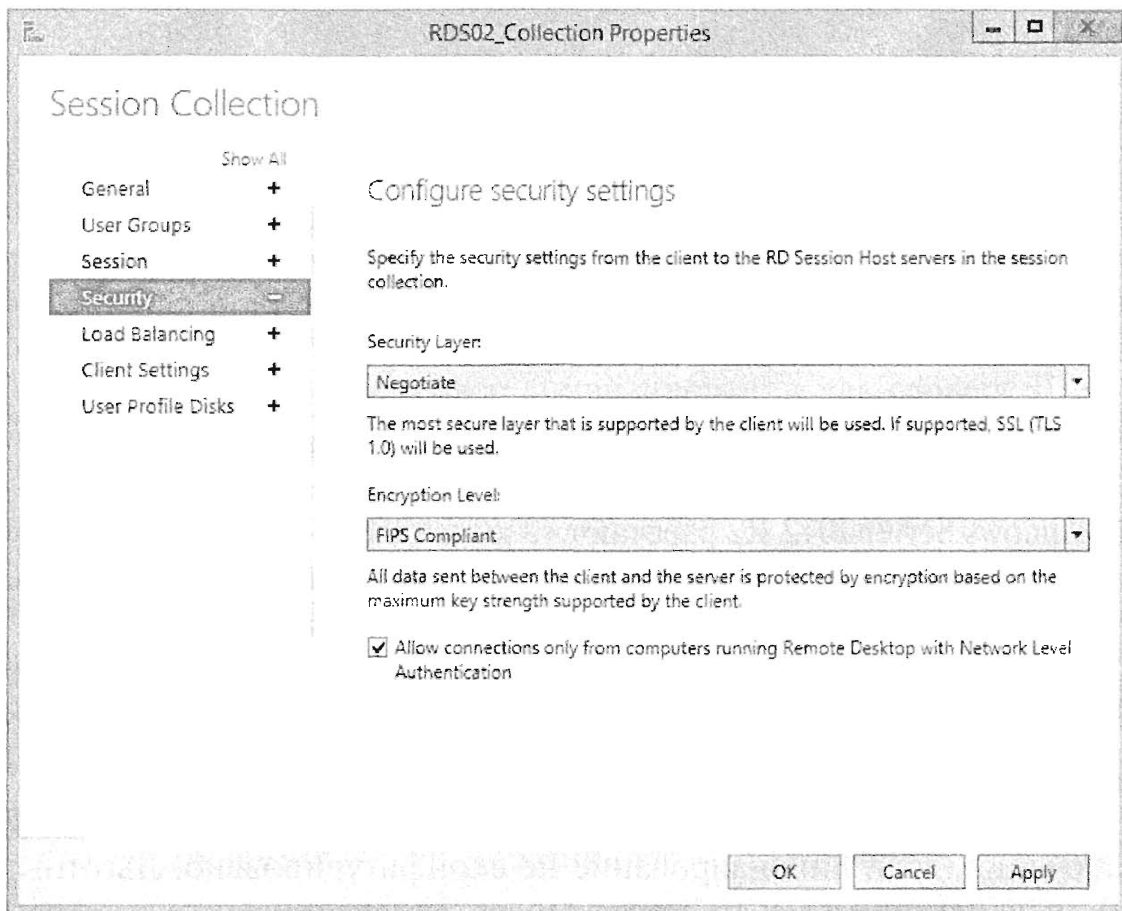 RDS02_Collection Properties
Session Collection
Show All
General +
User Groups +
Session +
Security −
Load Balancing +
Client Settings +
User Profile Disks +
Configure security settings
Specify the security settings from the client to the RD Session Host servers in the session
collection.
Security Layer:
Negotiate
The most secure layer that is supported by the client will be used. If supported, SSL (TLS
1.0) will be used.
Encryption Level:
FIPS Compliant
All data sent between the client and the server is protected by encryption based on the
maximum key strength supported by the client.
Allow connections only from computers running Remote Desktop with Network Level
Authentication
OK Cancel Apply